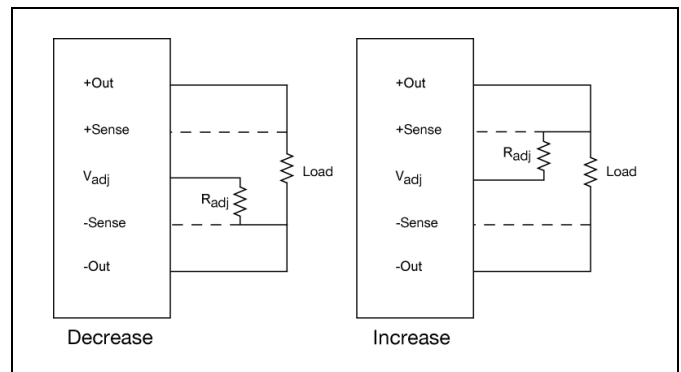 +Out
+Sense
Vadj
Radj
-Sense
-Out
Load
Decrease
+Out
+Sense
Radj
Vadj
-Sense
-Out
Load
Increase